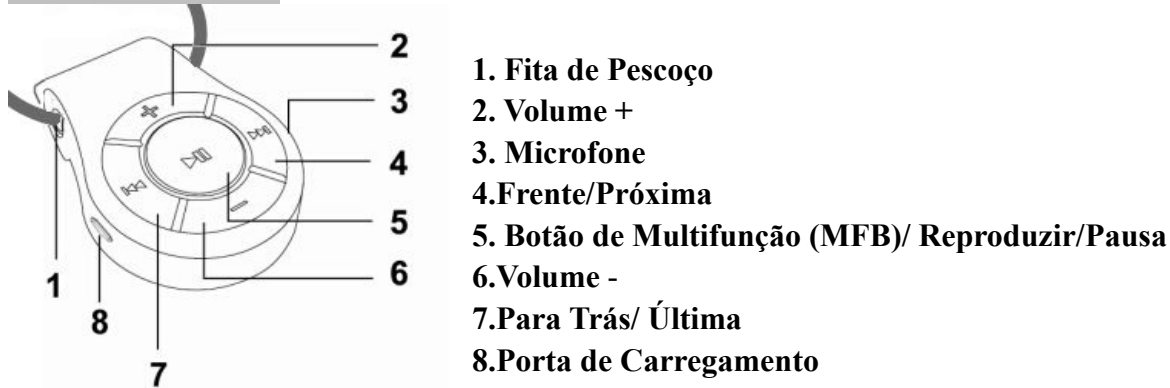 2
3
4
5
6
1
8
7
1. Fita de Pescoço
2. Volume +
3. Microfone
4.Frente/Próxima
5. Botão de Multifunção (MFB)/ Reproduzir/Pausa
6.Volume -
7.Para Trás/ Última
8.Porta de Carregamento